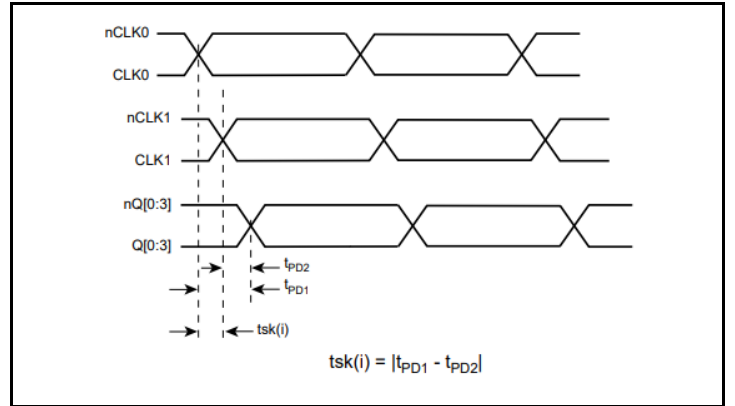 nCLK0
CLK0
nCLK1
CLK1
nQ[0:3]
Q[0:3]
tPD2
tPD1
tsk(i)
tsk(i) = |tPD1 - tPD2|